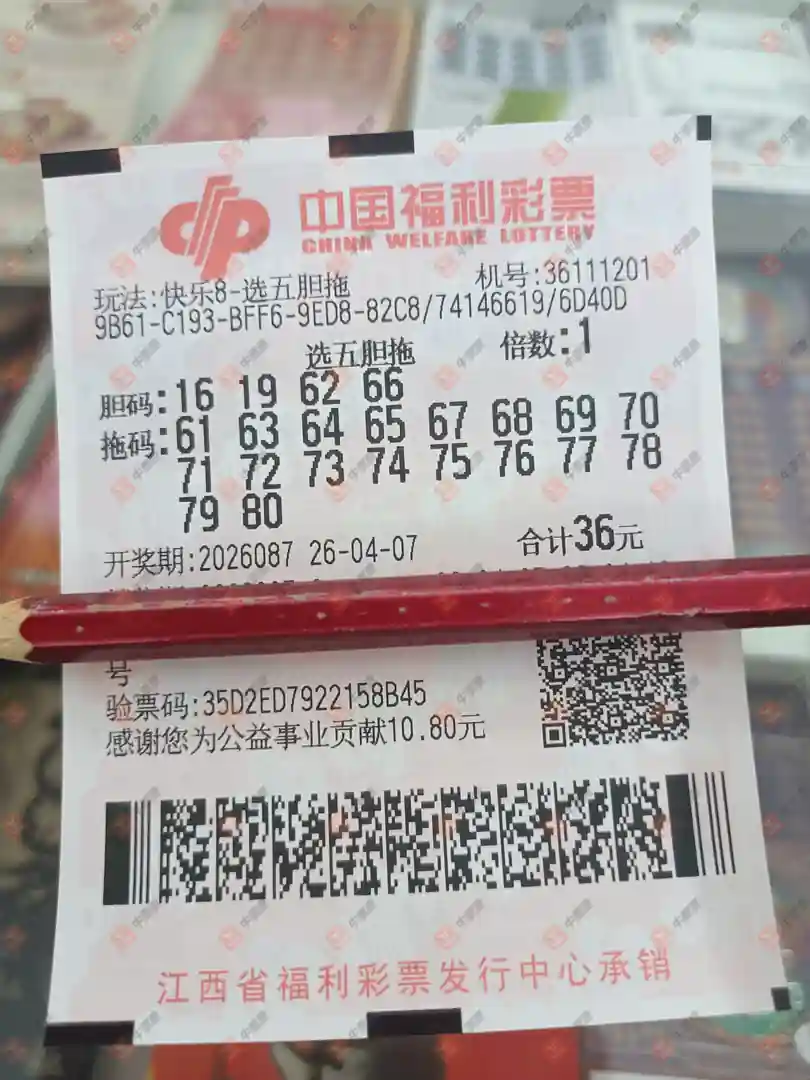 中国福利彩票
CHINA WELFARE LOTTERY
玩法:快乐8-选五胆拖 机号:36111201
9B61-C193-BFF6-9ED8-82C8/74146619/6D40D
选五胆拖 倍数:1
胆码:16 19 62 66
拖码:61 63 64 65 67 68 69 70
71 72 73 74 75 76 77 78
79 80
开奖期:2026087 26-04-07 合计36元
号
验票码:35D2ED7922158B45
感谢您为公益事业贡献10.80元
江西省福利彩票发行中心承销